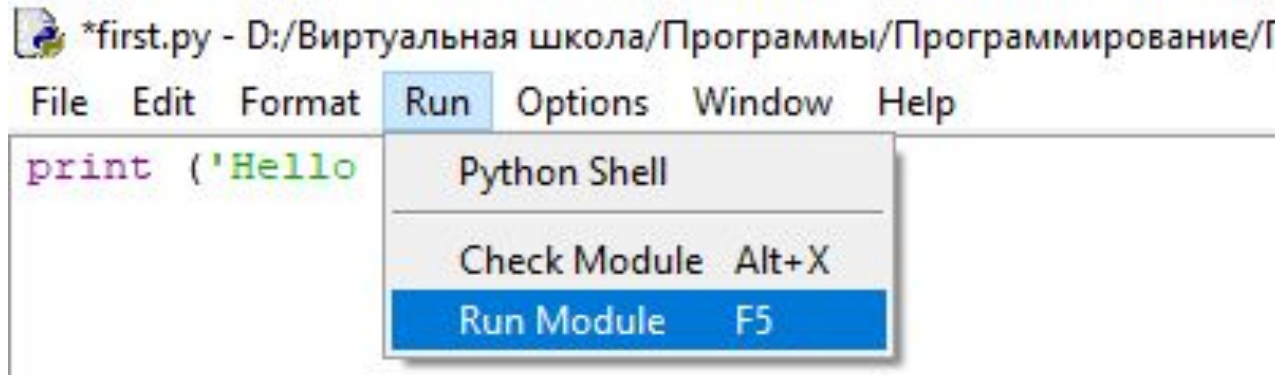 *first.py - D:/Виртуальная школа/Программы/Программирование/
File Edit Format Run Options Window Help
print ('Hello
Python Shell
Check Module Alt+X
Run Module F5